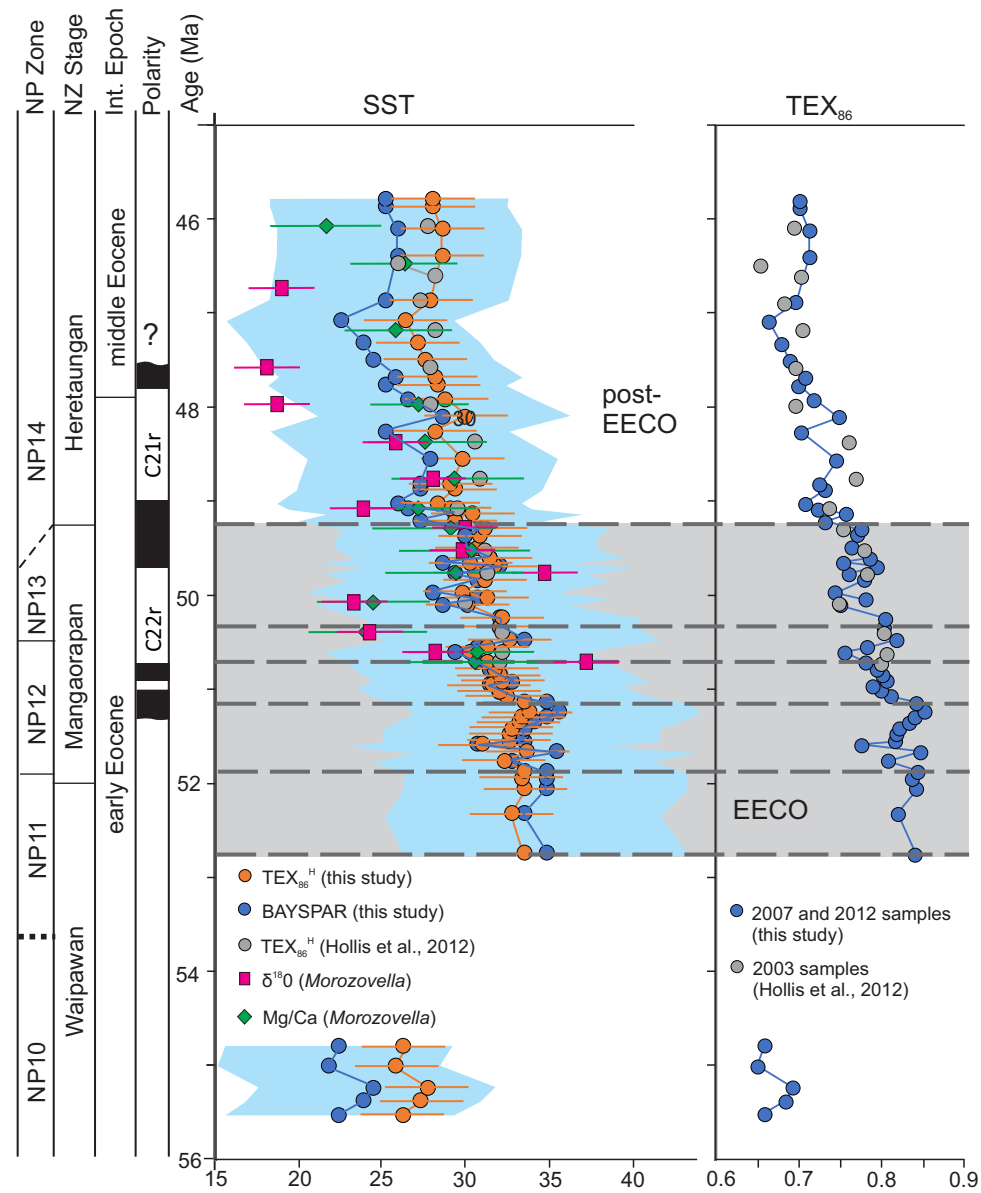 NP Zone
NZ Stage
Int. Epoch
Polarity
Age (Ma)
SST
TEX₈₆
NP14
NP13
NP12
NP11
NP10
Heretaungan
Mangaorapan
Waipawan
middle Eocene
early Eocene
?
C21r
C22r
46
48
50
52
54
56
30
post-
EECO
EECO
TEX₈₆ᴴ (this study)
BAYSPAR (this study)
TEX₈₆ᴴ (Hollis et al., 2012)
δ¹⁸0 (Morozovella)
Mg/Ca (Morozovella)
2007 and 2012 samples
(this study)
2003 samples
(Hollis et al., 2012)
15 20 25 30 35 40
0.6 0.7 0.8 0.9